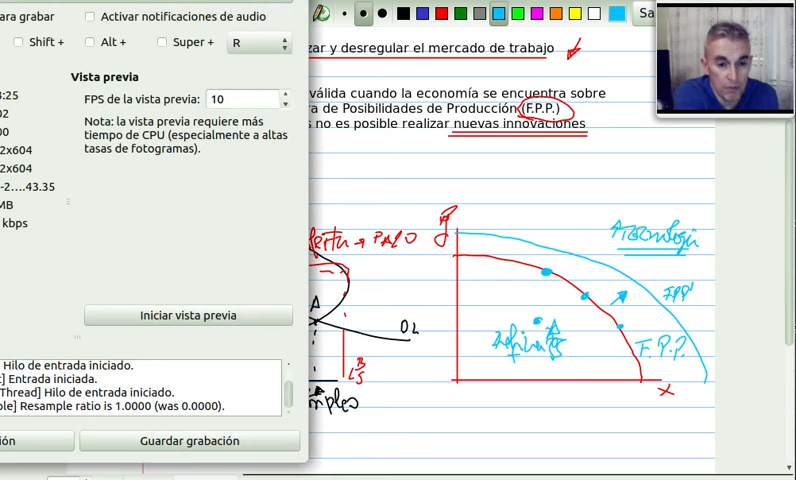 ra grabar
Activar notificaciones de audio
Sa
Shift +
Alt +
Super +
R
zar y desregular el mercado de trabajo
Vista previa
3:25
FPS de la vista previa:
10
válida cuando la economía se encuentra sobre
02
ra de Posibilidades de Producción (F.P.P.)
00
Nota: la vista previa requiere más
s no es posible realizar nuevas innovaciones
2x604
tiempo de CPU (especialmente a altas
2x604
tasas de fotogramas).
-2....43.35
MB
kbps
ferta → PARO
↑Tecnología
FPP'
A
Iniciar vista previa
OL
F.P.P.
Hilo de entrada iniciado.
] Entrada iniciada.
Thread] Hilo de entrada iniciado.
ble] Resample ratio is 1.0000 (was 0.0000).
X
mpleo
ión
Guardar grabación